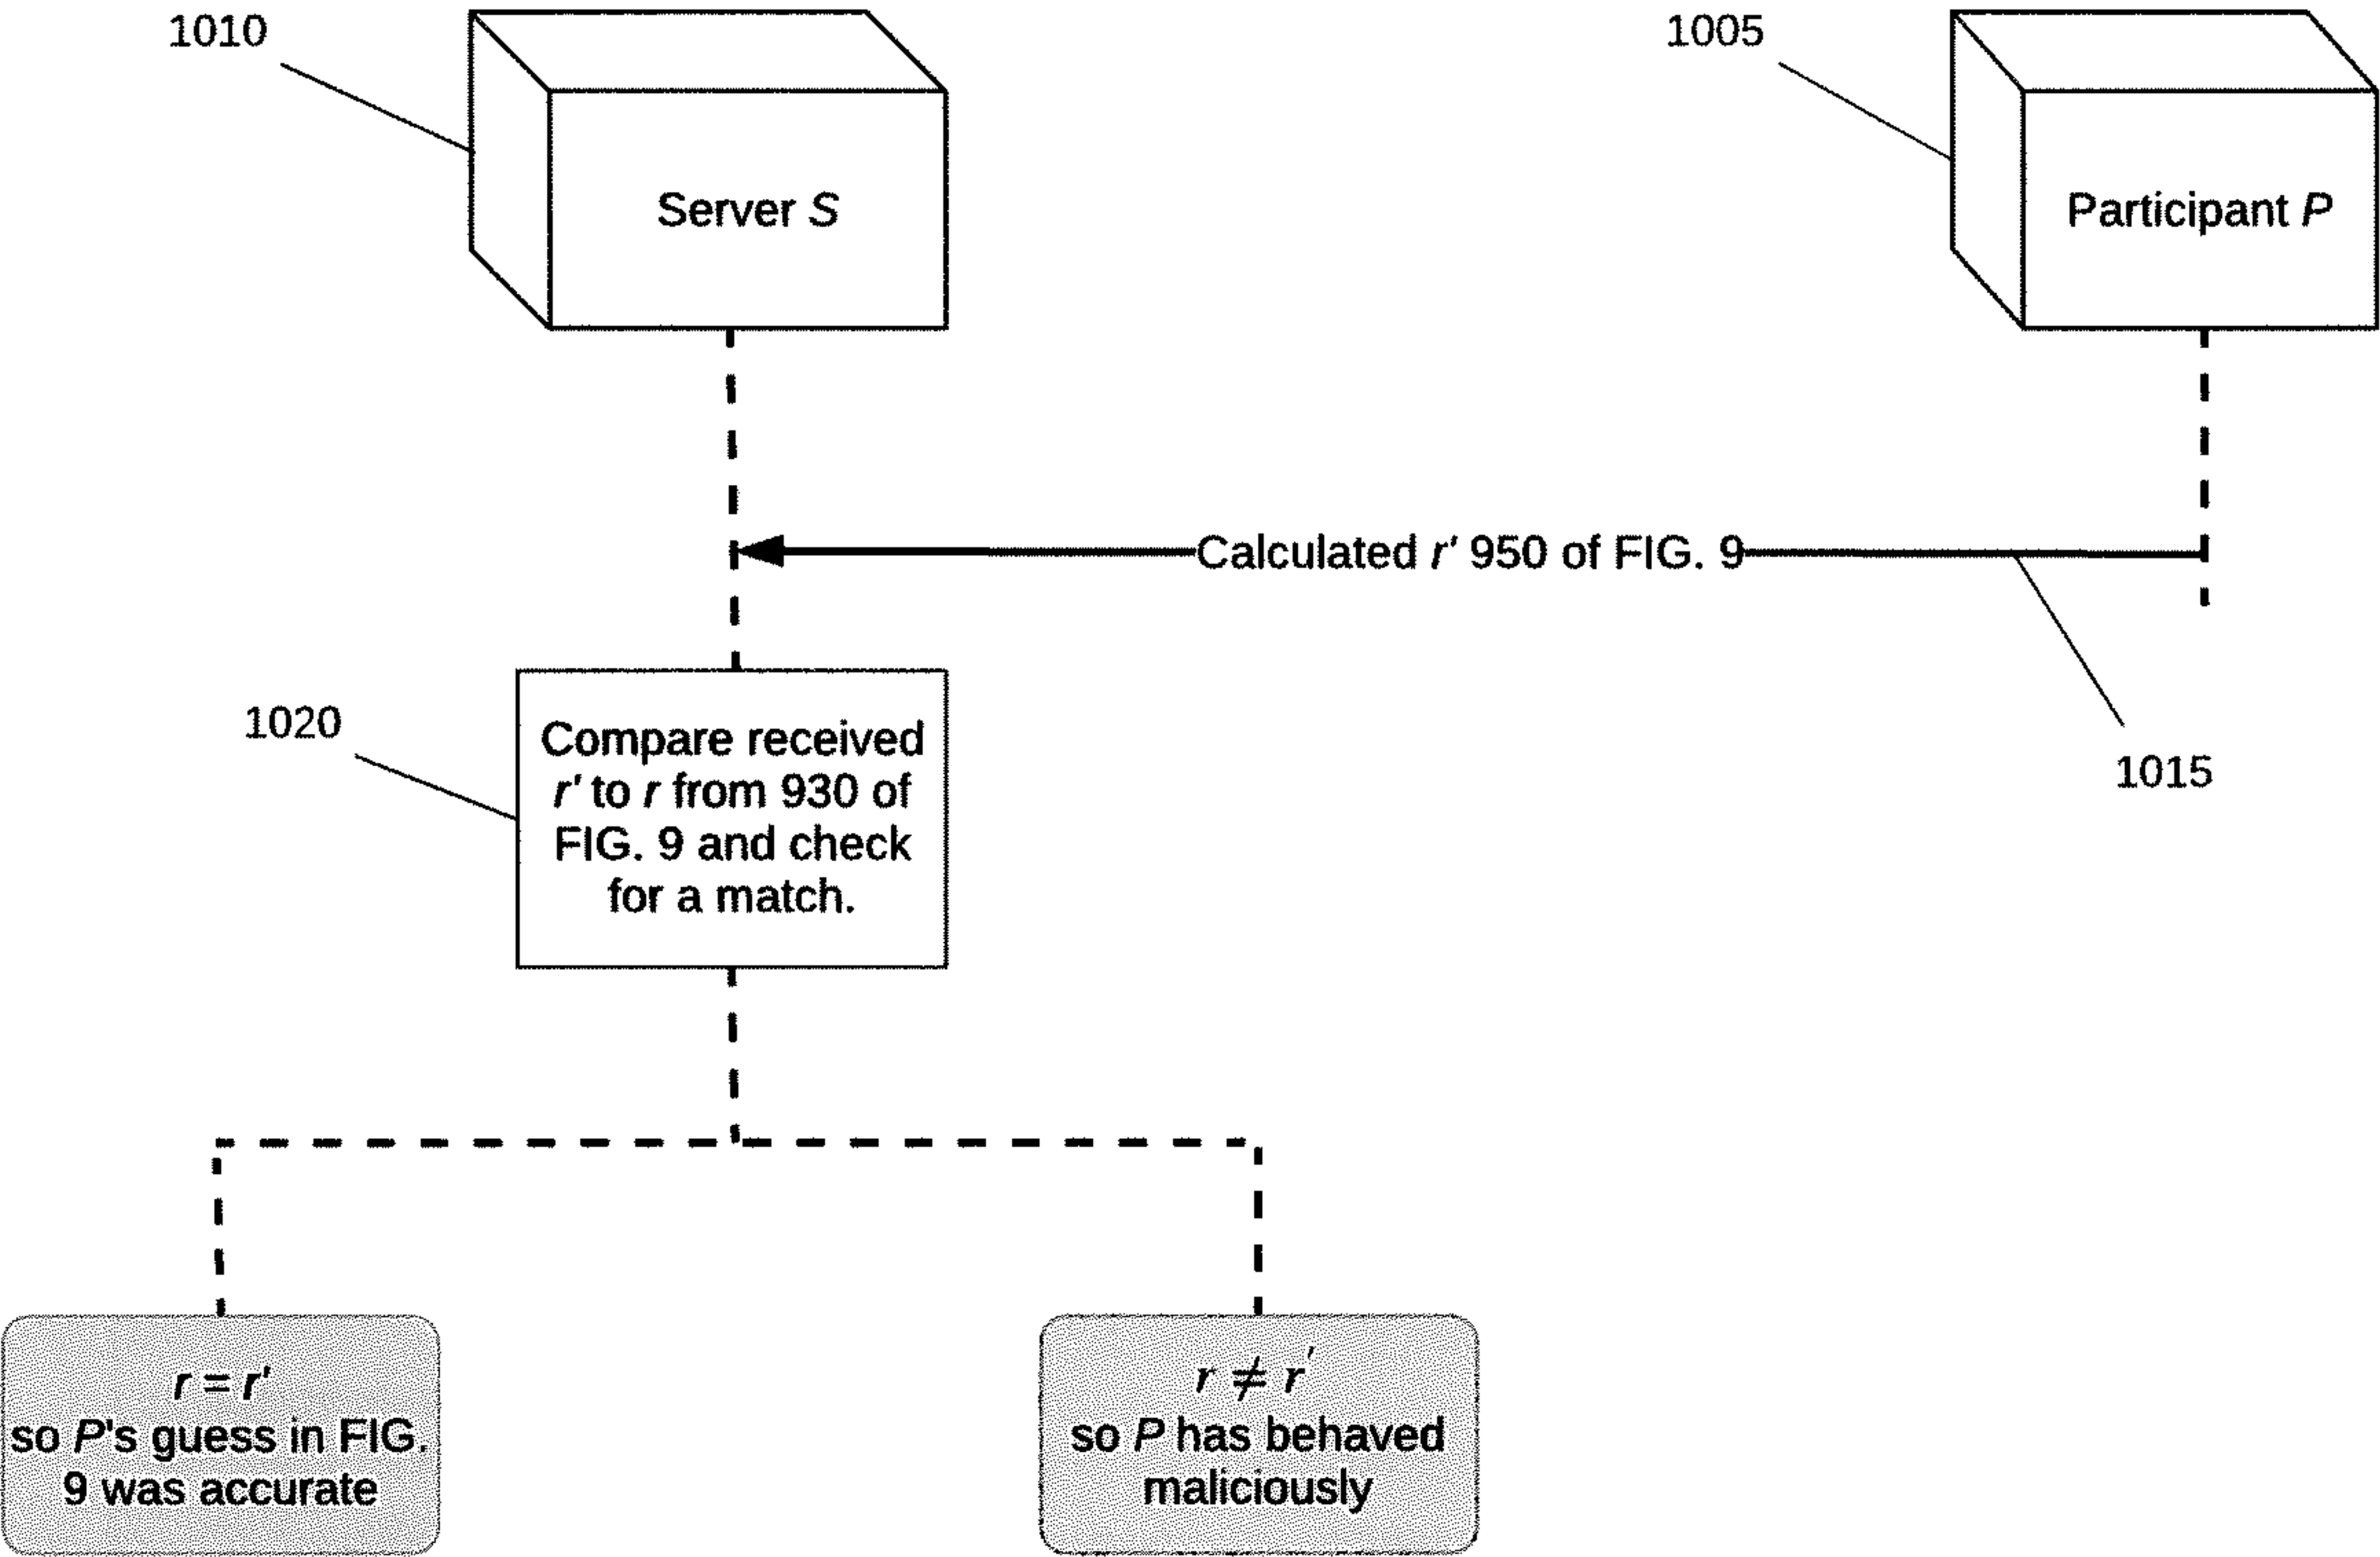 1010
1005
Server S
Participant P
Calculated r' 950 of FIG. 9
1015
1020
Compare received
r' to r from 930 of
FIG. 9 and check
for a match.
r = r'
so P's guess in FIG.
9 was accurate
r ≠ r'
so P has behaved
maliciously